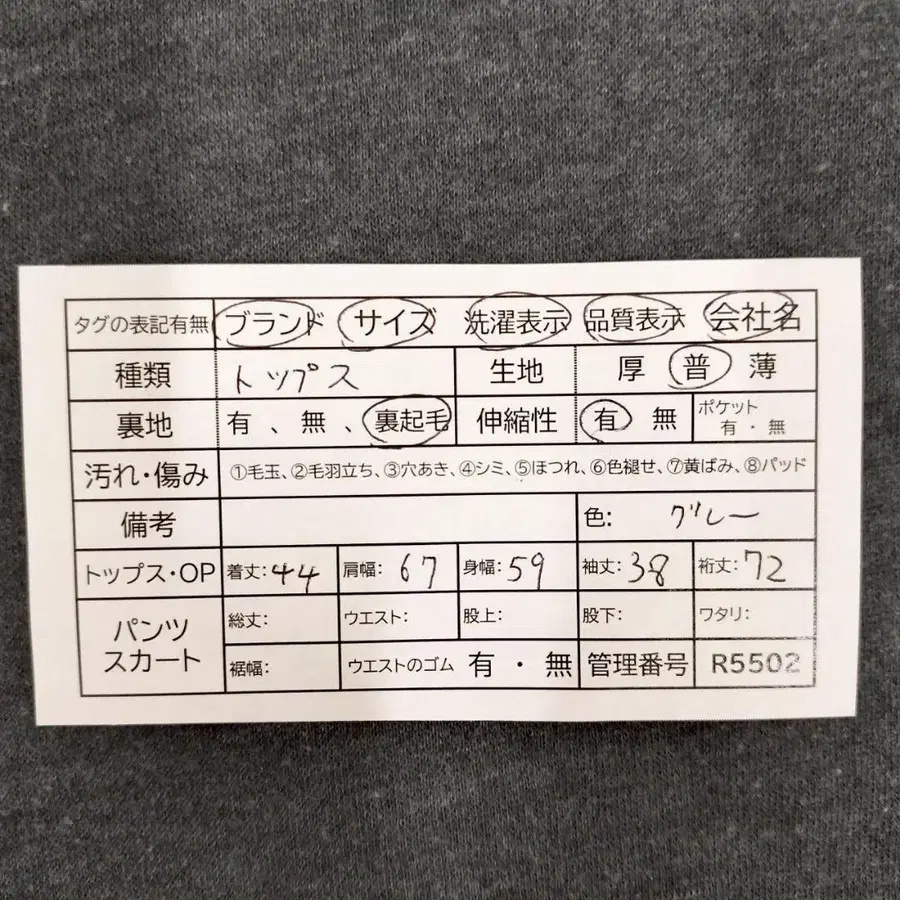 タグの表記有無 ブランド サイズ 洗濯表示 品質表示 会社名
種類 トップス 生地 厚 普 薄
裏地 有 、 無 、 裏起毛 伸縮性 有 無 ポケット 有 ・ 無
汚れ・傷み ①毛玉、②毛羽立ち、③穴あき、④シミ、⑤ほつれ、⑥色褪せ、⑦黄ばみ、⑧パッド
備考 色: グレー
トップス・OP 着丈:44 肩幅:67 身幅:59 袖丈:38 裄丈:72
パンツ スカート 総丈: ウエスト: 股上: 股下: ワタリ:
裾幅: ウエストのゴム 有 ・ 無 管理番号 R5502